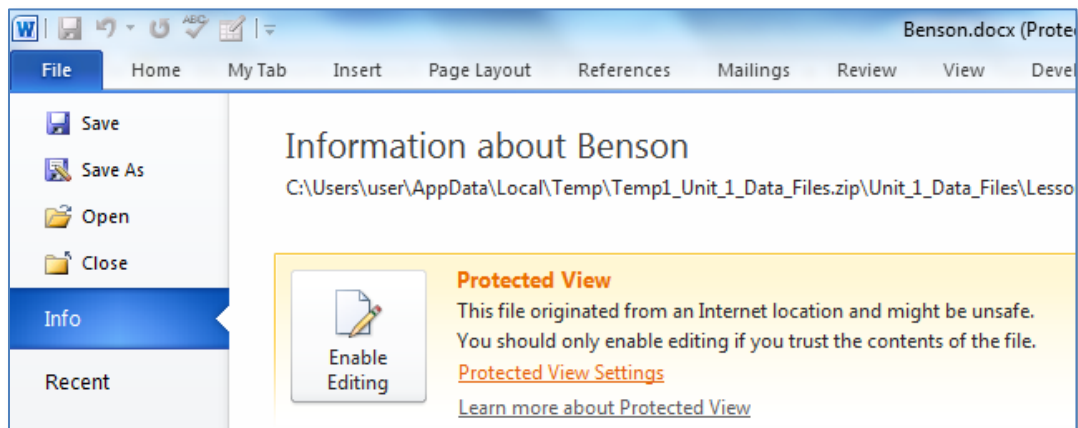 W ABC Benson.docx (Protec
File Home My Tab Insert Page Layout References Mailings Review View Devel
Save
Save As
Open
Close
Info
Recent
Information about Benson
C:\Users\user\AppData\Local\Temp\Temp1_Unit_1_Data_Files.zip\Unit_1_Data_Files\Lesso
Enable
Editing
Protected View
This file originated from an Internet location and might be unsafe.
You should only enable editing if you trust the contents of the file.
Protected View Settings
Learn more about Protected View